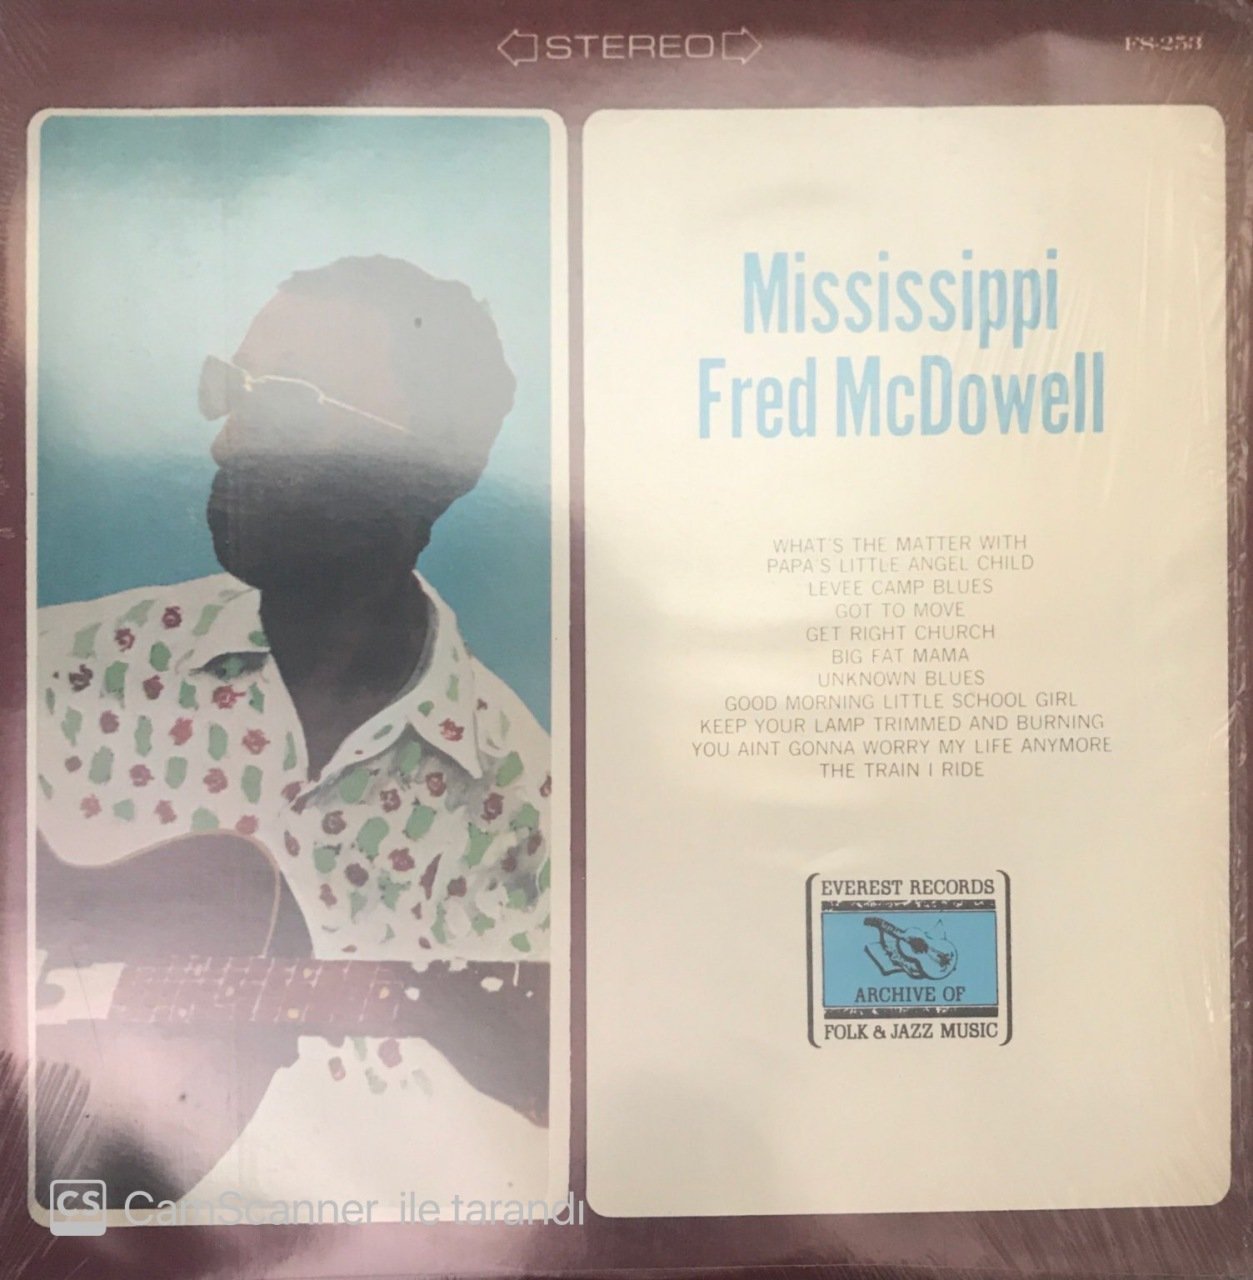 STEREO
FS-253
Mississippi
Fred McDowell
WHAT'S THE MATTER WITH
PAPA'S LITTLE ANGEL CHILD
LEVEE CAMP BLUES
GOT TO MOVE
GET RIGHT CHURCH
BIG FAT MAMA
UNKNOWN BLUES
GOOD MORNING LITTLE SCHOOL GIRL
KEEP YOUR LAMP TRIMMED AND BURNING
YOU AINT GONNA WORRY MY LIFE ANYMORE
THE TRAIN I RIDE
EVEREST RECORDS
ARCHIVE OF
FOLK & JAZZ MUSIC
CS CamScanner ile tarandı